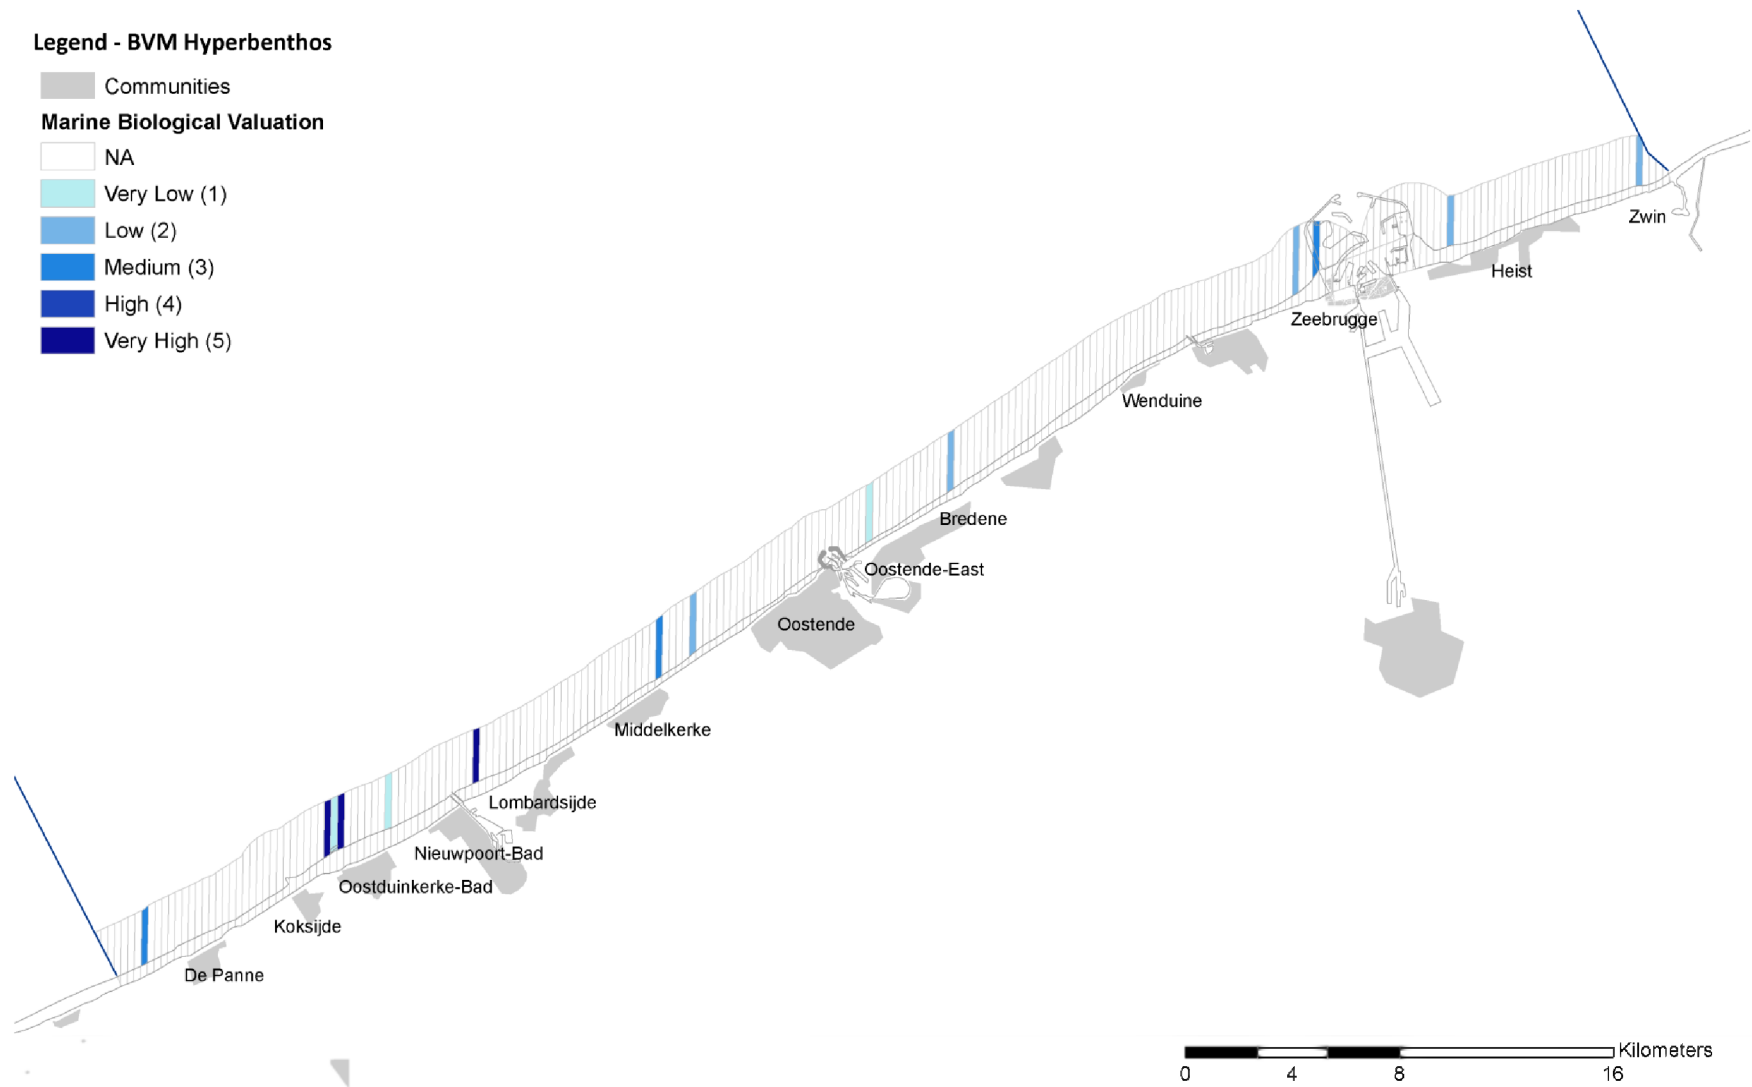 Legend - BVM Hyperbenthos
Communities
Marine Biological Valuation
NA
Very Low (1)
Low (2)
Medium (3)
High (4)
Very High (5)
Zwin
Heist
Zeebrugge
Wenduine
Bredene
Oostende-East
Oostende
Middelkerke
Lombardsijde
Nieuwpoort-Bad
Oostduinkerke-Bad
Koksijde
De Panne
Kilometers
0 4 8 16